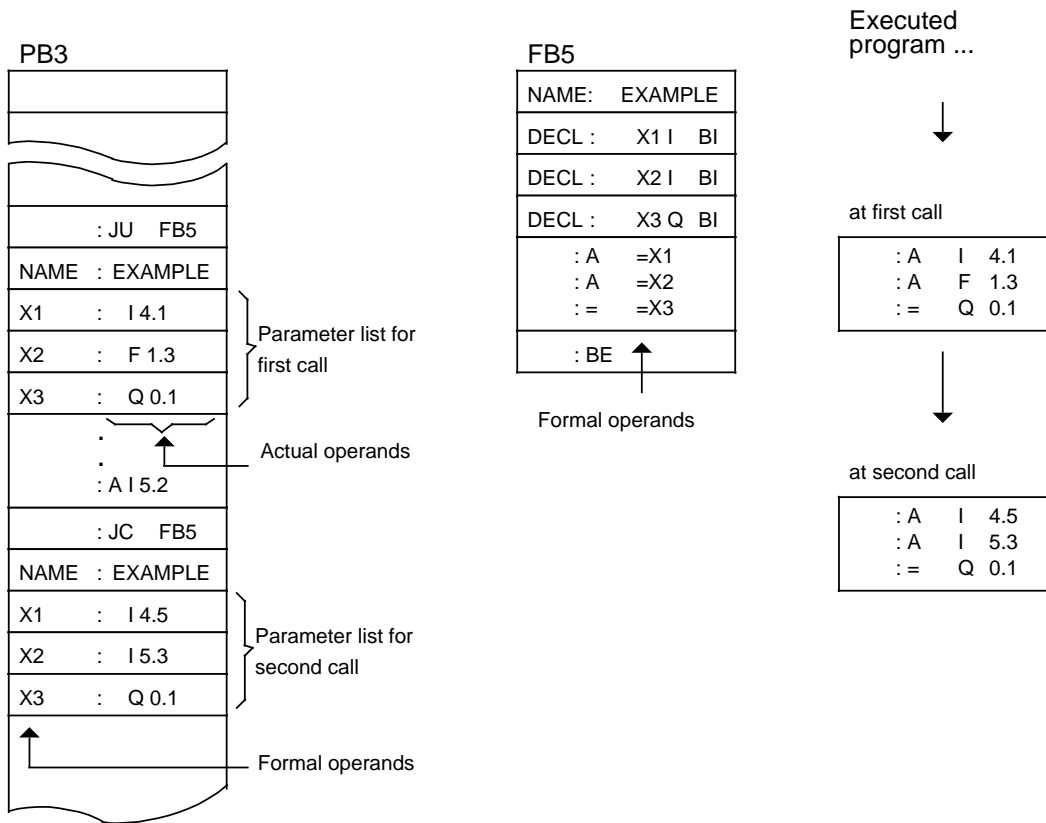 PB3
: JU FB5
NAME : EXAMPLE
X1 : I 4.1
X2 : F 1.3
X3 : Q 0.1
.
.
: A I 5.2
: JC FB5
NAME : EXAMPLE
X1 : I 4.5
X2 : I 5.3
X3 : Q 0.1
Parameter list for
first call
Actual operands
Parameter list for
second call
Formal operands
FB5
NAME: EXAMPLE
DECL : X1 I BI
DECL : X2 I BI
DECL : X3 Q BI
: A =X1
: A =X2
: = =X3
: BE
Formal operands
Executed
program ...
at first call
: A I 4.1
: A F 1.3
: = Q 0.1
at second call
: A I 4.5
: A I 5.3
: = Q 0.1